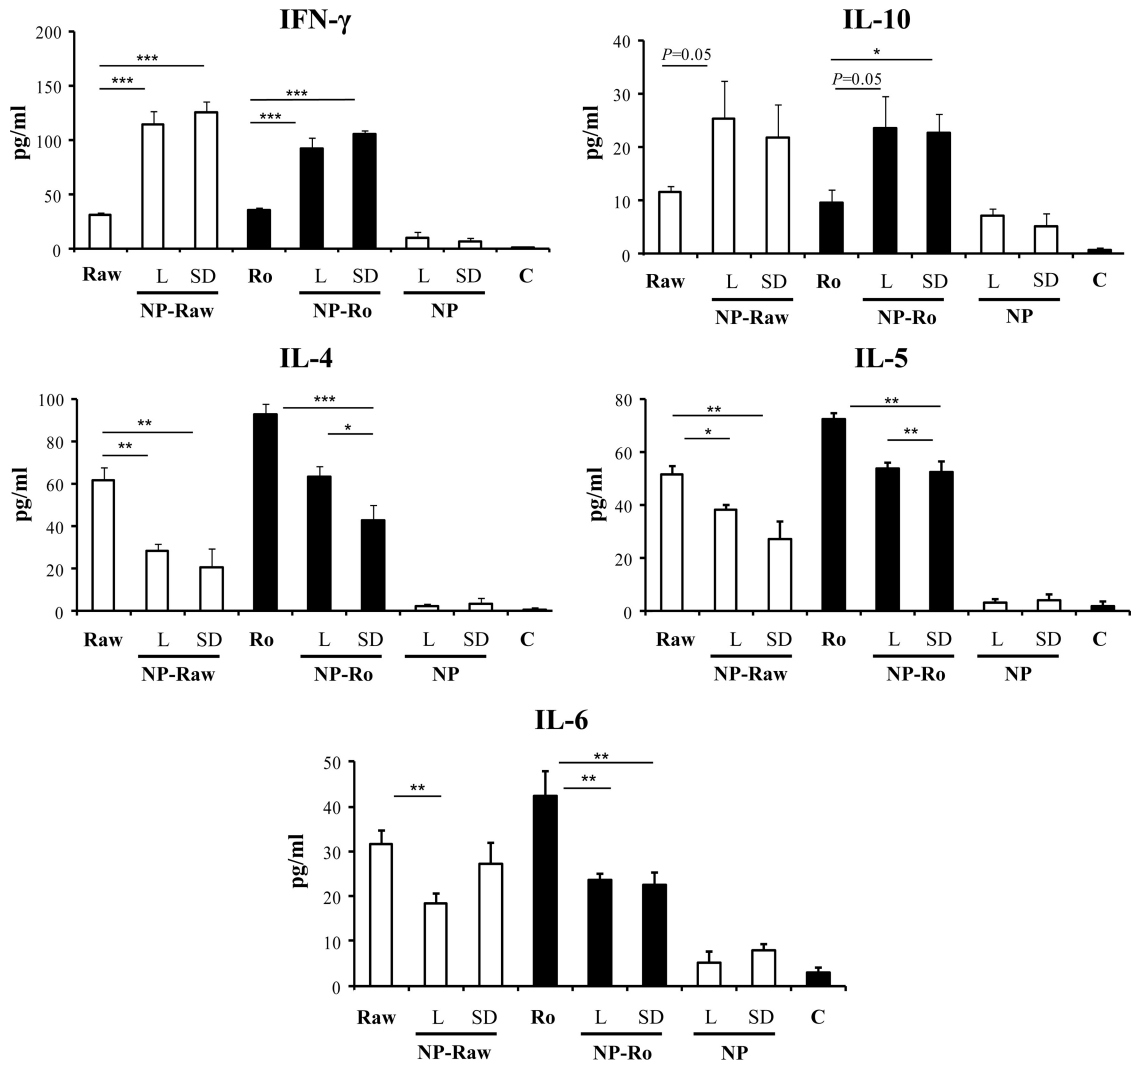 IFN-γ
200
150
100
50
0
pg/ml
***
***
***
***
Raw L SD Ro L SD L SD C
NP-Raw NP-Ro NP
IL-10
40
30
20
10
0
pg/ml
P=0.05
*
P=0.05
Raw L SD Ro L SD L SD C
NP-Raw NP-Ro NP
IL-4
100
80
60
40
20
0
pg/ml
**
**
***
*
Raw L SD Ro L SD L SD C
NP-Raw NP-Ro NP
IL-5
80
60
40
20
0
pg/ml
**
*
**
**
Raw L SD Ro L SD L SD C
NP-Raw NP-Ro NP
IL-6
50
40
30
20
10
0
pg/ml
**
**
**
Raw L SD Ro L SD L SD C
NP-Raw NP-Ro NP